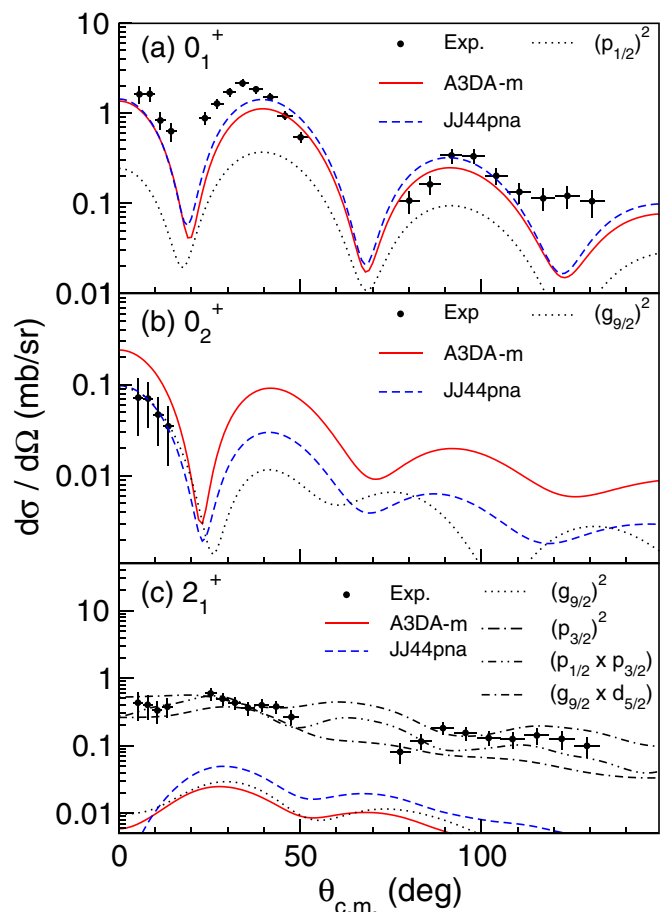 (a) 0₁⁺
Exp.
(p₁/₂)²
A3DA-m
JJ44pna
10
1
0.1
0.01
(b) 0₂⁺
Exp
(g₉/₂)²
A3DA-m
JJ44pna
0.1
0.01
dσ / dΩ (mb/sr)
(c) 2₁⁺
Exp.
(g₉/₂)²
A3DA-m
(p₃/₂)²
JJ44pna
(p₁/₂ x p₃/₂)
(g₉/₂ x d₅/₂)
10
1
0.1
0.01
0 50 100
θc.m. (deg)